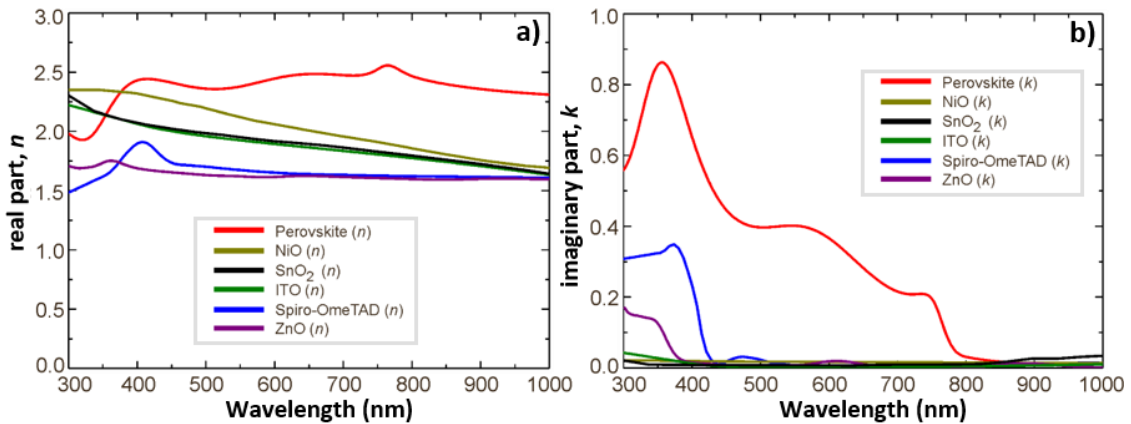 a)
3.0
2.5
2.0
1.5
1.0
0.5
0.0
real part, n
Perovskite (n)
NiO (n)
SnO2 (n)
ITO (n)
Spiro-OmeTAD (n)
ZnO (n)
300 400 500 600 700 800 900 1000
Wavelength (nm)
b)
1.0
0.8
0.6
0.4
0.2
0.0
imaginary part, k
Perovskite (k)
NiO (k)
SnO2 (k)
ITO (k)
Spiro-OmeTAD (k)
ZnO (k)
300 400 500 600 700 800 900 1000
Wavelength (nm)